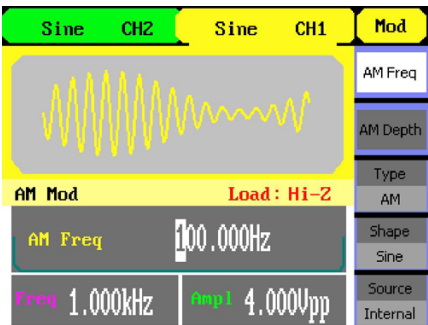 Sine CH2 Sine CH1 Mod
AM Freq
AM Depth
Type
AM Mod Load: Hi-Z AM
AM Freq 100.000Hz
Shape
Sine
Freq 1.000kHz Ampl 4.000Vpp
Source
Internal